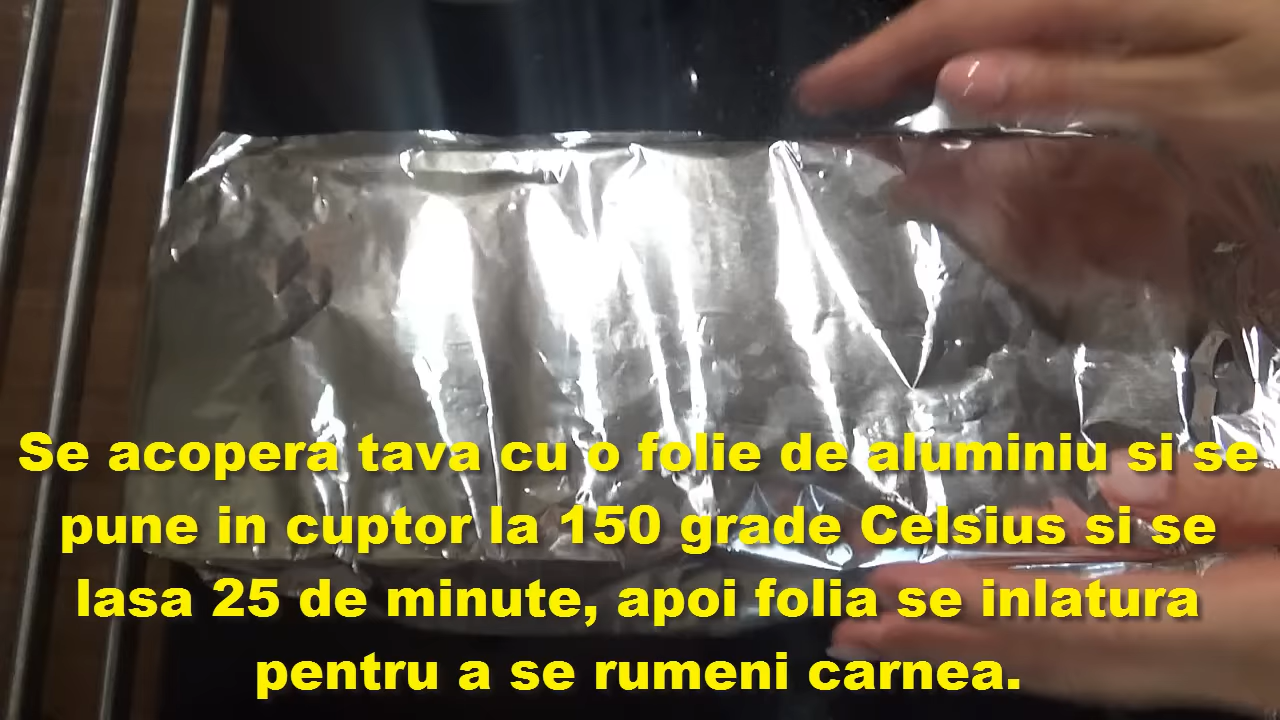 Se acopera tava cu o folie de aluminiu si se
pune in cuptor la 150 grade Celsius si se
lasa 25 de minute, apoi folia se inlatura
pentru a se rumeni carnea.